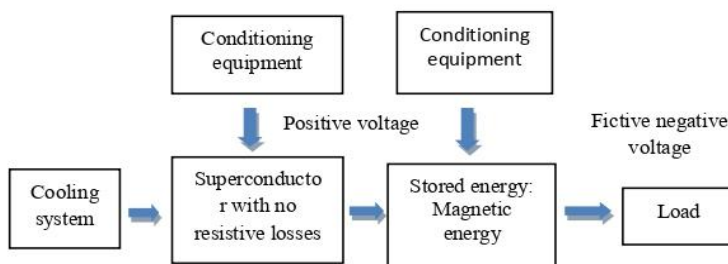 Conditioning
equipment
Conditioning
equipment
Positive voltage
Fictive negative
voltage
Cooling
system
Superconducto
r with no
resistive losses
Stored energy:
Magnetic
energy
Load